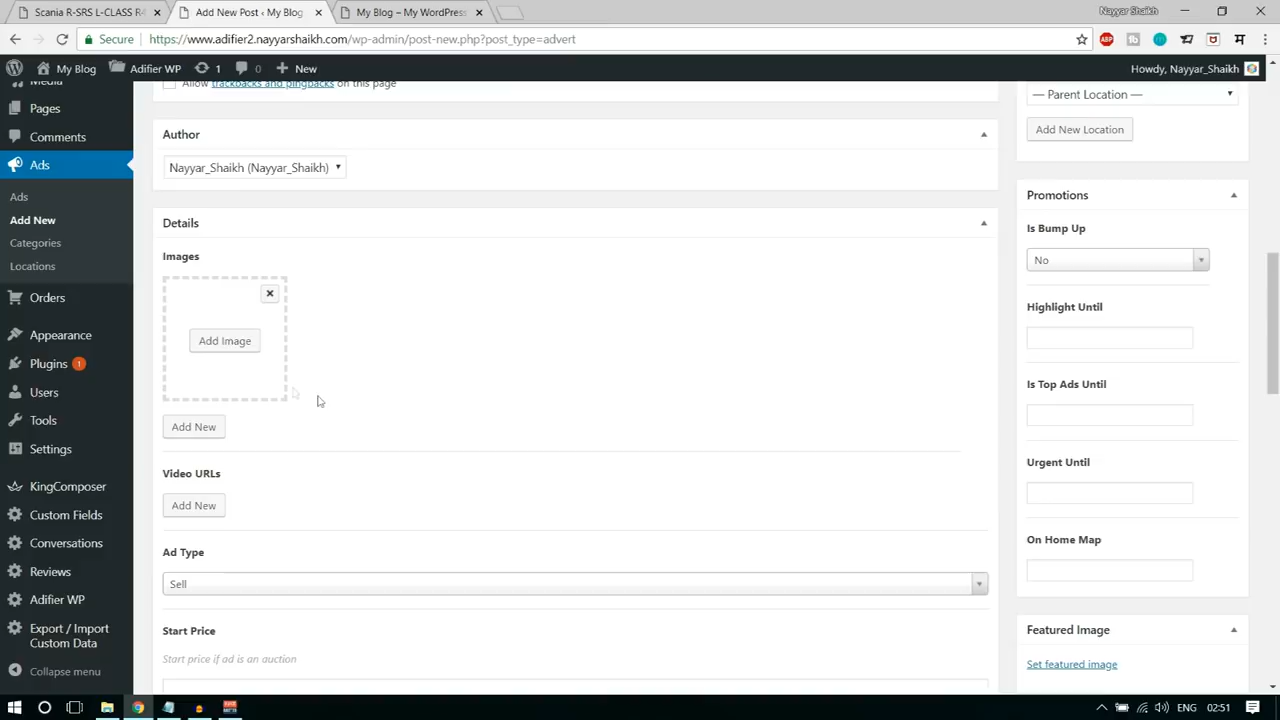 Scania R-SRS L-CLASS R4
Add New Post ‹ My Blog
My Blog – My WordPress
Nayyar Shaikh
Secure
https://www.adifier2.nayyarshaikh.com/wp-admin/post-new.php?post_type=advert
ABP
My Blog
Adifier WP
1
0
New
Howdy, Nayyar_Shaikh
Media
Pages
Comments
Ads
Ads
Add New
Categories
Locations
Orders
Appearance
Plugins 1
Users
Tools
Settings
KingComposer
Custom Fields
Conversations
Reviews
Adifier WP
Export / Import
Custom Data
Collapse menu
Allow trackbacks and pingbacks on this page
Author
Nayyar_Shaikh (Nayyar_Shaikh)
Details
Images
Add Image
Add New
Video URLs
Add New
Ad Type
Sell
Start Price
Start price if ad is an auction
— Parent Location —
Add New Location
Promotions
Is Bump Up
No
Highlight Until
Is Top Ads Until
Urgent Until
On Home Map
Featured Image
Set featured image
ENG
02:51